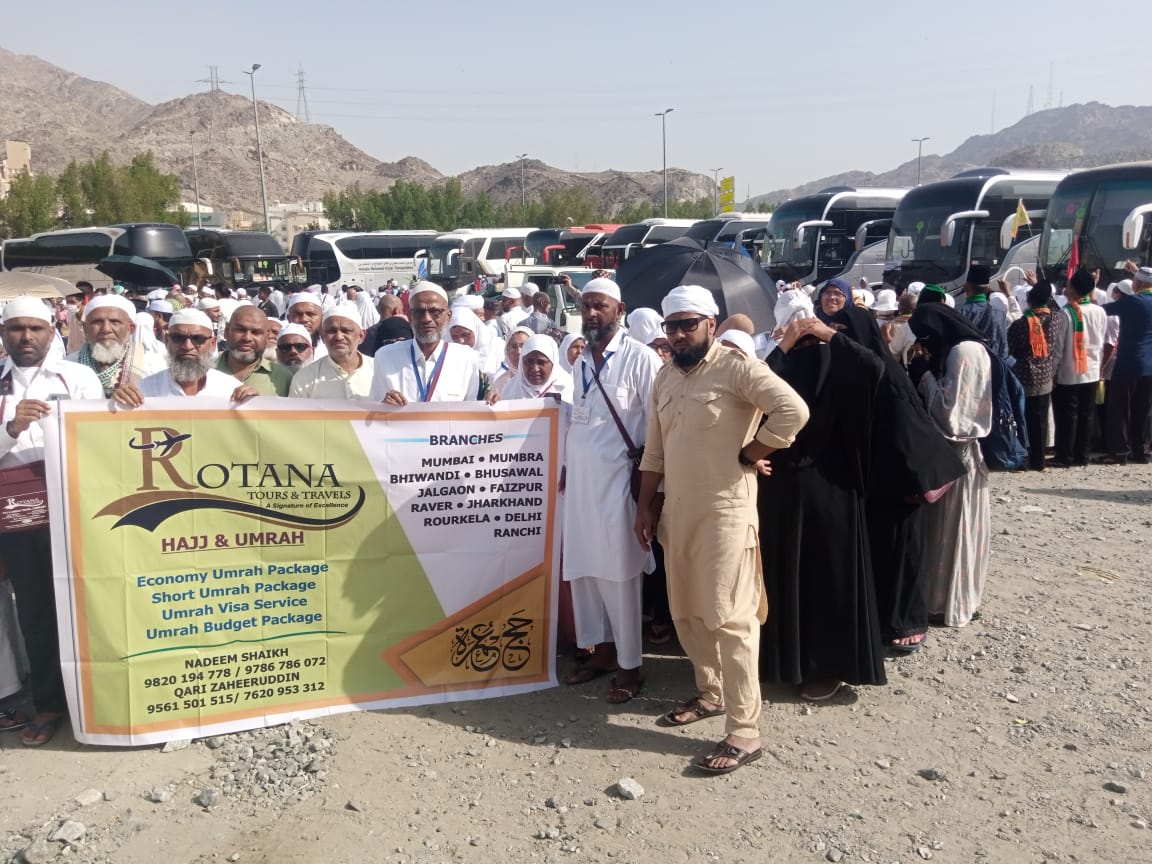 ROTANA
TOURS & TRAVELS
A Signature of Excellence
HAJJ & UMRAH
Economy Umrah Package
Short Umrah Package
Umrah Visa Service
Umrah Budget Package
NADEEM SHAIKH
9820 194 778 / 9786 786 072
QARI ZAHEERUDDIN
9561 501 515/ 7620 953 312
BRANCHES
MUMBAI ● MUMBRA
BHIWANDI ● BHUSAWAL
JALGAON ● FAIZPUR
RAVER ● JHARKHAND
ROURKELA ● DELHI
RANCHI
حج عمرة
ROTANA